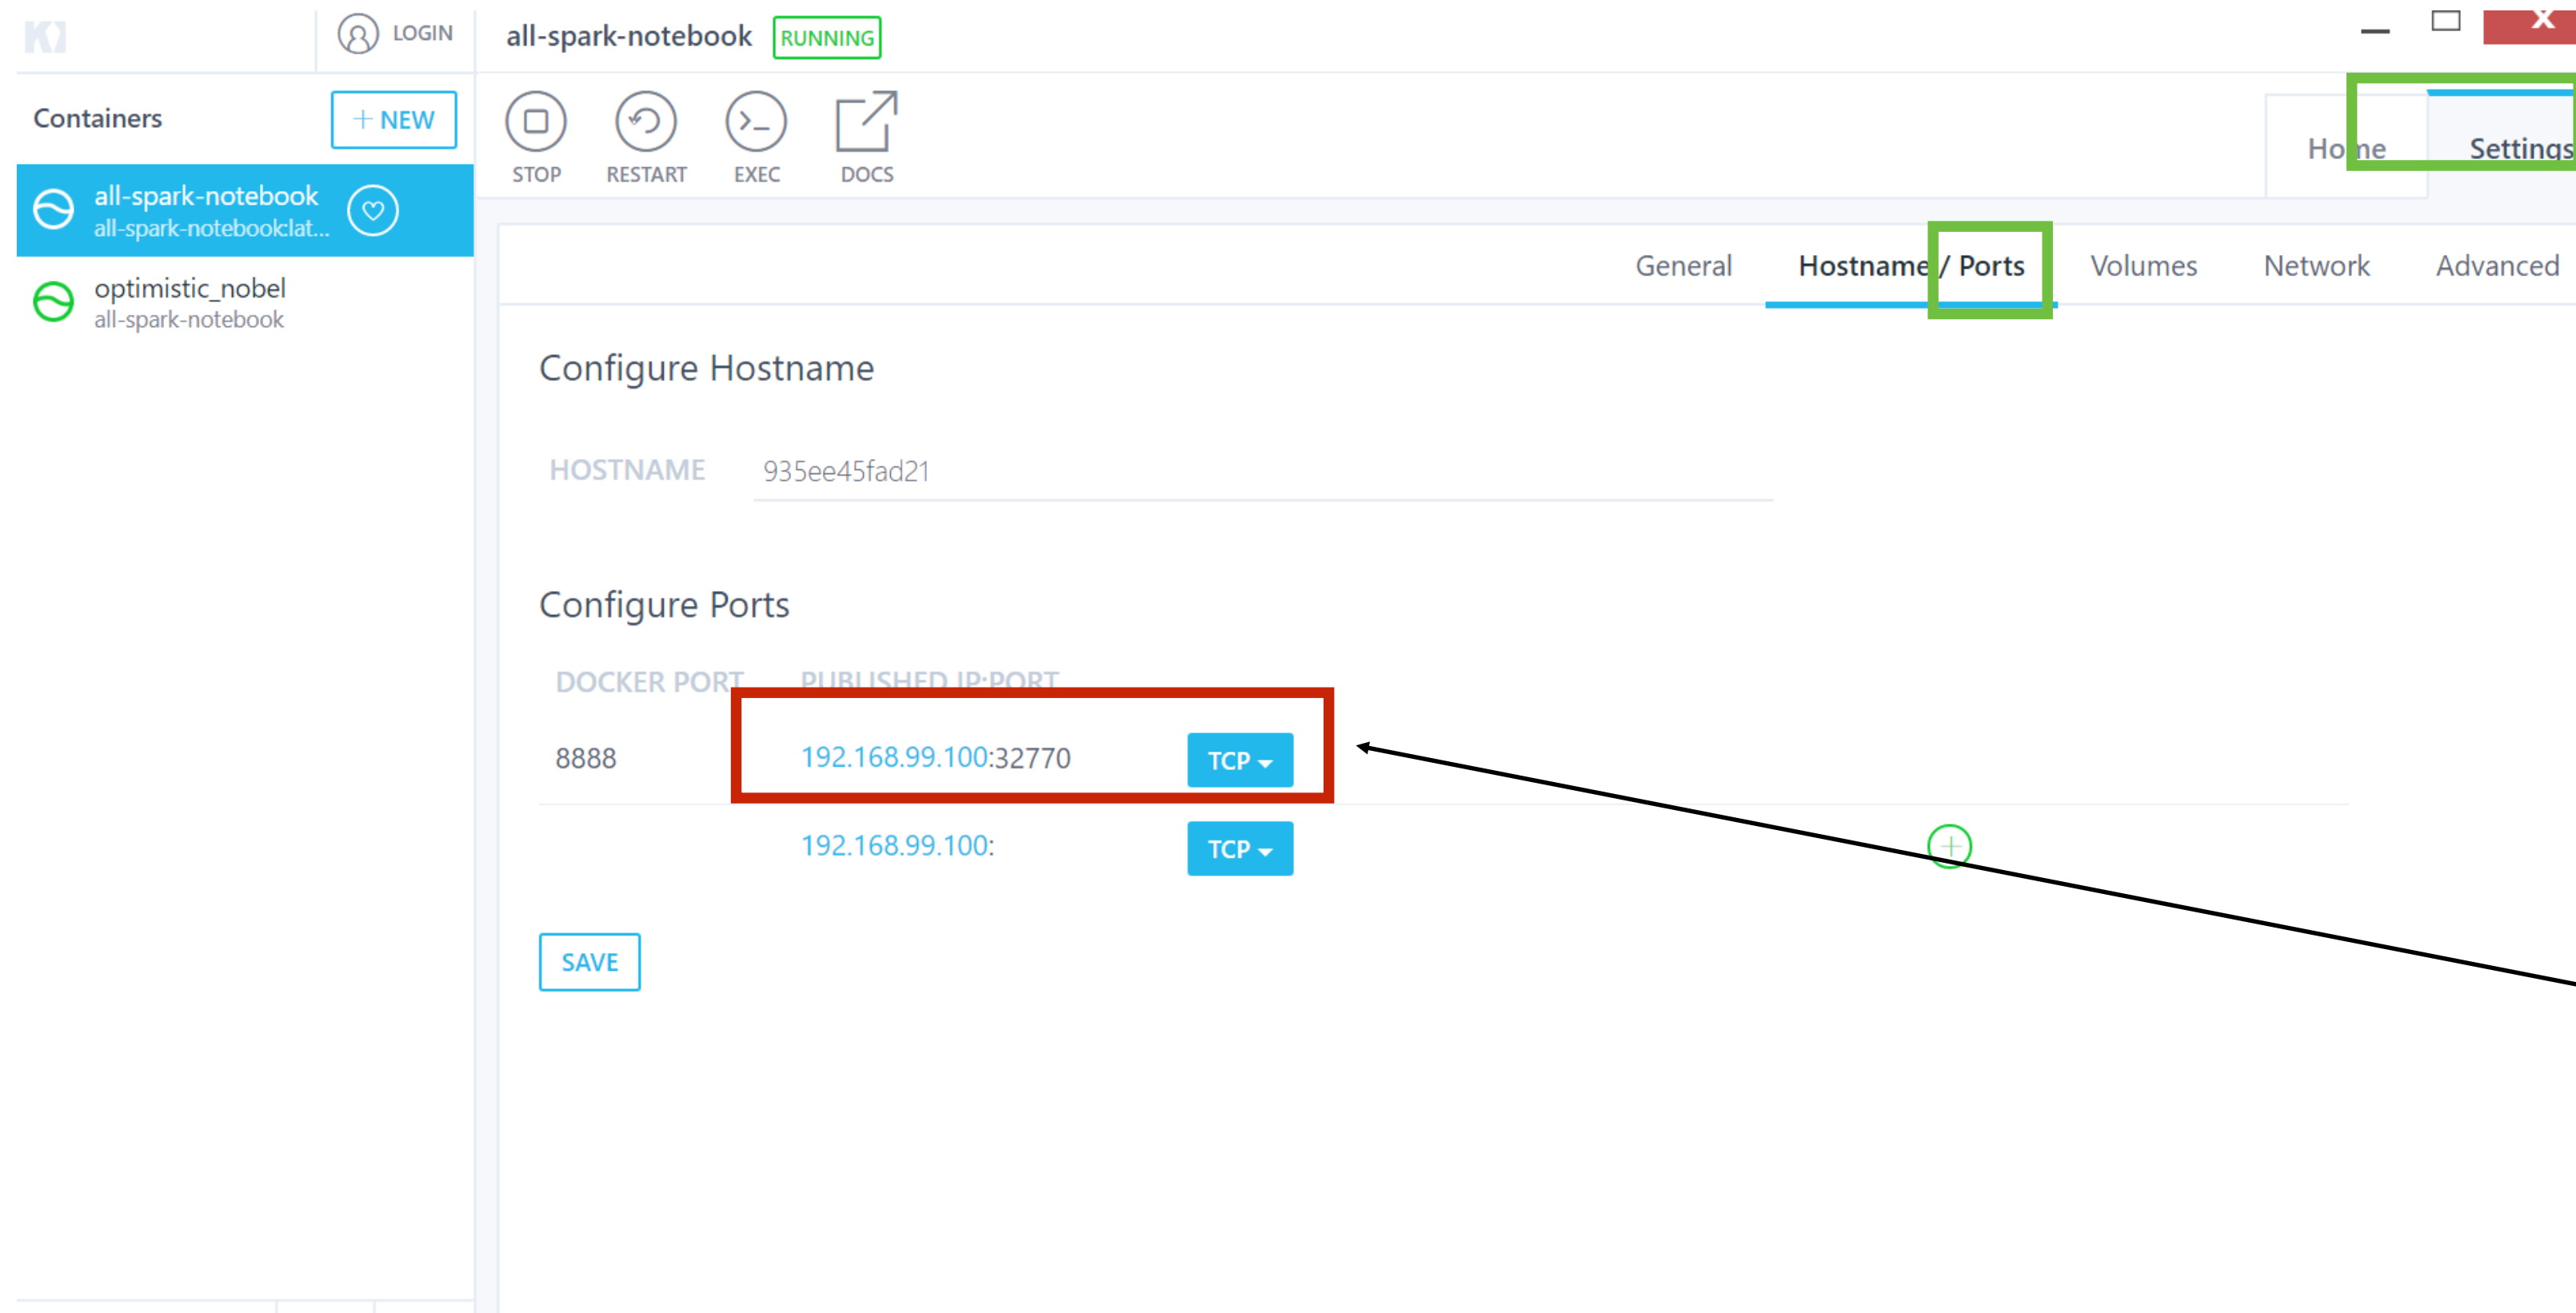 LOGIN
all-spark-notebook RUNNING
Containers
+ NEW
all-spark-notebook
all-spark-notebook:lat...
optimistic_nobel
all-spark-notebook
STOP RESTART EXEC DOCS
Home Settings
General Hostname / Ports Volumes Network Advanced
Configure Hostname
HOSTNAME 935ee45fad21
Configure Ports
DOCKER PORT PUBLISHED IP:PORT
8888 192.168.99.100:32770 TCP
192.168.99.100: TCP
SAVE